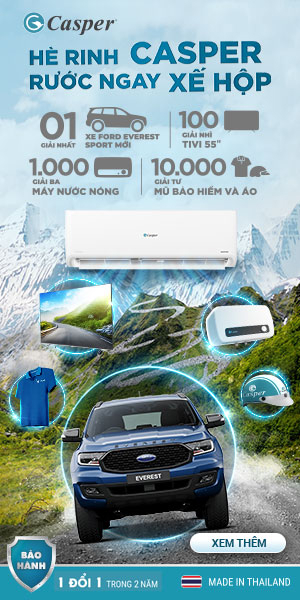 Casper
HÈ RINH CASPER
RƯỚC NGAY XẾ HỘP
01
GIẢI NHẤT
XE FORD EVEREST
SPORT MỚI
100
GIẢI NHÌ
TIVI 55"
1.000
GIẢI BA
MÁY NƯỚC NÓNG
10.000
GIẢI TƯ
MŨ BẢO HIỂM VÀ ÁO
Casper
Casper
EVEREST
XEM THÊM
BẢO
HÀNH
1 ĐỔI 1 TRONG 2 NĂM
MADE IN THAILAND